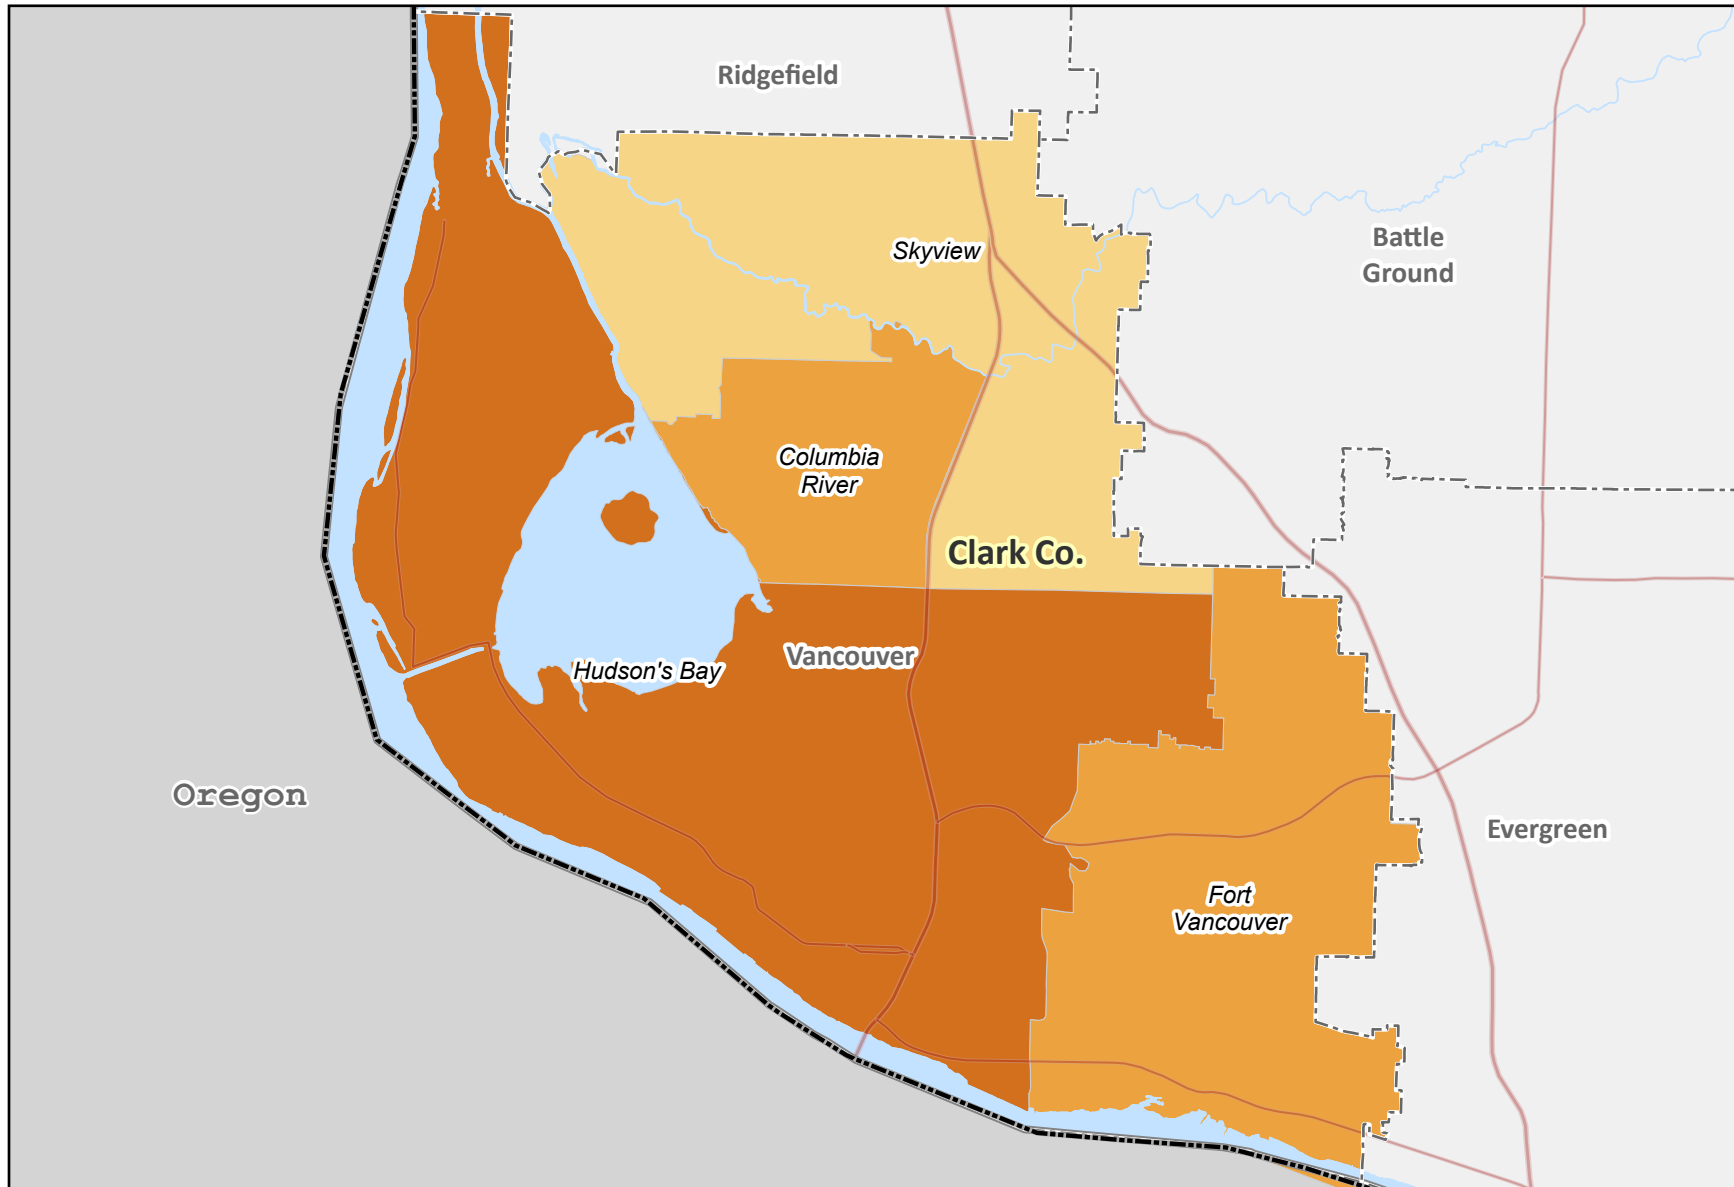 Ridgefield
Skyview
Battle
Ground
Columbia
River
Clark Co.
Hudson's Bay
Vancouver
Oregon
Evergreen
Fort
Vancouver